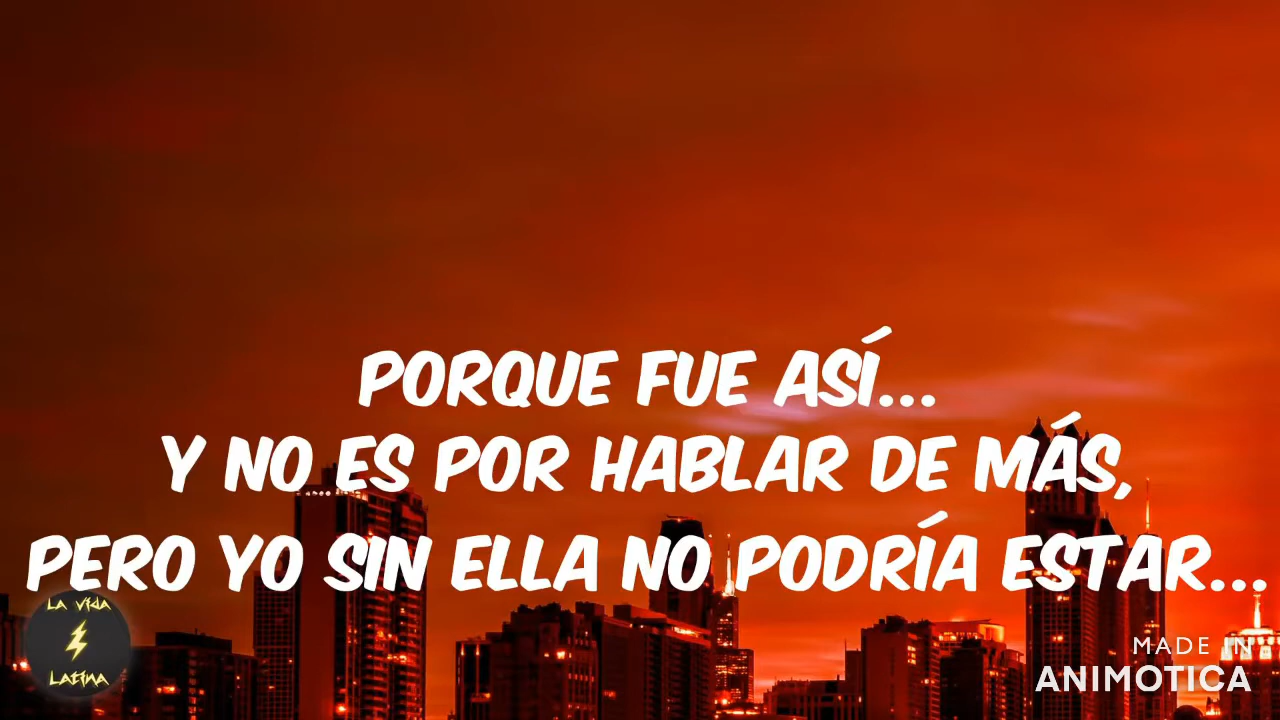 PORQUE FUE ASÍ...
Y NO ES POR HABLAR DE MÁS,
PERO YO SIN ELLA NO PODRÍA ESTAR...
LA VIDA
LATINA
MADE IN
ANIMOTICA